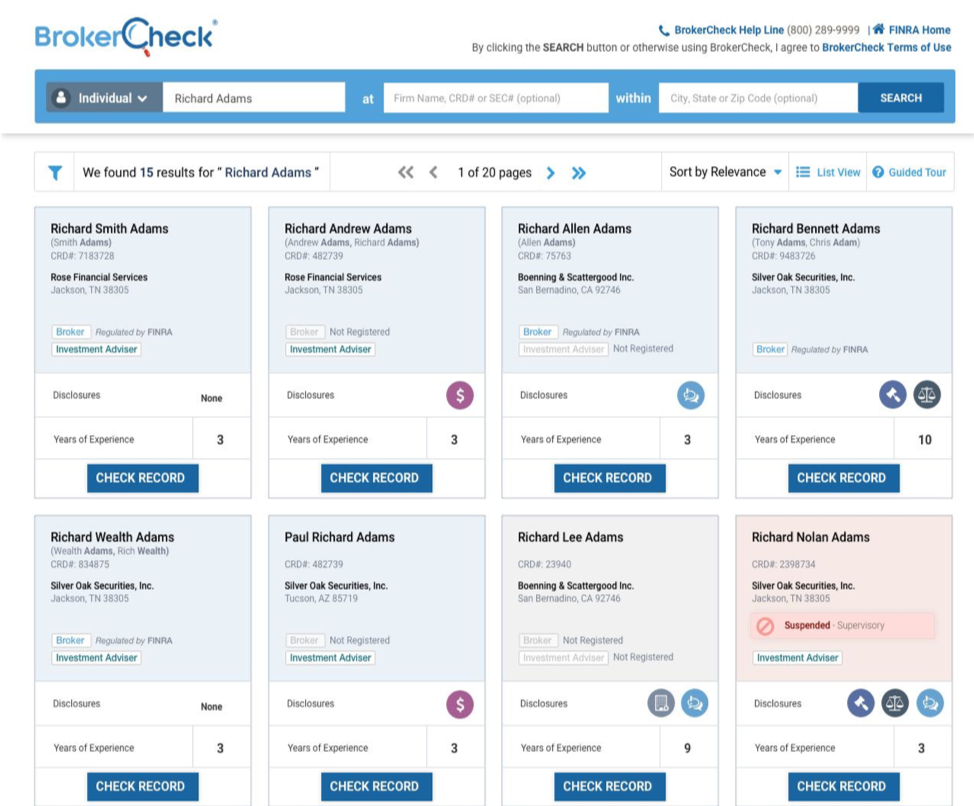 BrokerCheck
BrokerCheck Help Line (800) 289-9999 | FINRA Home
By clicking the SEARCH button or otherwise using BrokerCheck, I agree to BrokerCheck Terms of Use
Individual Richard Adams at Firm Name, CRD# or SEC# (optional) within City, State or Zip Code (optional) SEARCH
We found 15 results for " Richard Adams " 1 of 20 pages Sort by Relevance List View Guided Tour
Richard Smith Adams
(Smith Adams)
CRD#: 7183728
Rose Financial Services
Jackson, TN 38305
Broker Regulated by FINRA
Investment Adviser
Disclosures None
Years of Experience 3
CHECK RECORD
Richard Andrew Adams
(Andrew Adams, Richard Adams)
CRD#: 482739
Rose Financial Services
Jackson, TN 38305
Broker Not Registered
Investment Adviser
Disclosures $
Years of Experience 3
CHECK RECORD
Richard Allen Adams
(Allen Adams)
CRD#: 75763
Boenning & Scattergood Inc.
San Bernadino, CA 92746
Broker Regulated by FINRA
Investment Adviser Not Registered
Disclosures
Years of Experience 3
CHECK RECORD
Richard Bennett Adams
(Tony Adams, Chris Adam)
CRD#: 9483726
Silver Oak Securities, Inc.
Jackson, TN 38305
Broker Regulated by FINRA
Disclosures
Years of Experience 10
CHECK RECORD
Richard Wealth Adams
(Wealth Adams, Rich Wealth)
CRD#: 834875
Silver Oak Securities, Inc.
Jackson, TN 38305
Broker Regulated by FINRA
Investment Adviser
Disclosures None
Years of Experience 3
CHECK RECORD
Paul Richard Adams
CRD#: 482739
Silver Oak Securities, Inc.
Tucson, AZ 85719
Broker Not Registered
Investment Adviser
Disclosures $
Years of Experience 3
CHECK RECORD
Richard Lee Adams
CRD#: 23940
Boenning & Scattergood Inc.
San Bernadino, CA 92746
Broker Not Registered
Investment Adviser Not Registered
Disclosures
Years of Experience 9
CHECK RECORD
Richard Nolan Adams
CRD#: 2398734
Silver Oak Securities, Inc.
Jackson, TN 38305
Suspended - Supervisory
Investment Adviser
Disclosures
Years of Experience 3
CHECK RECORD